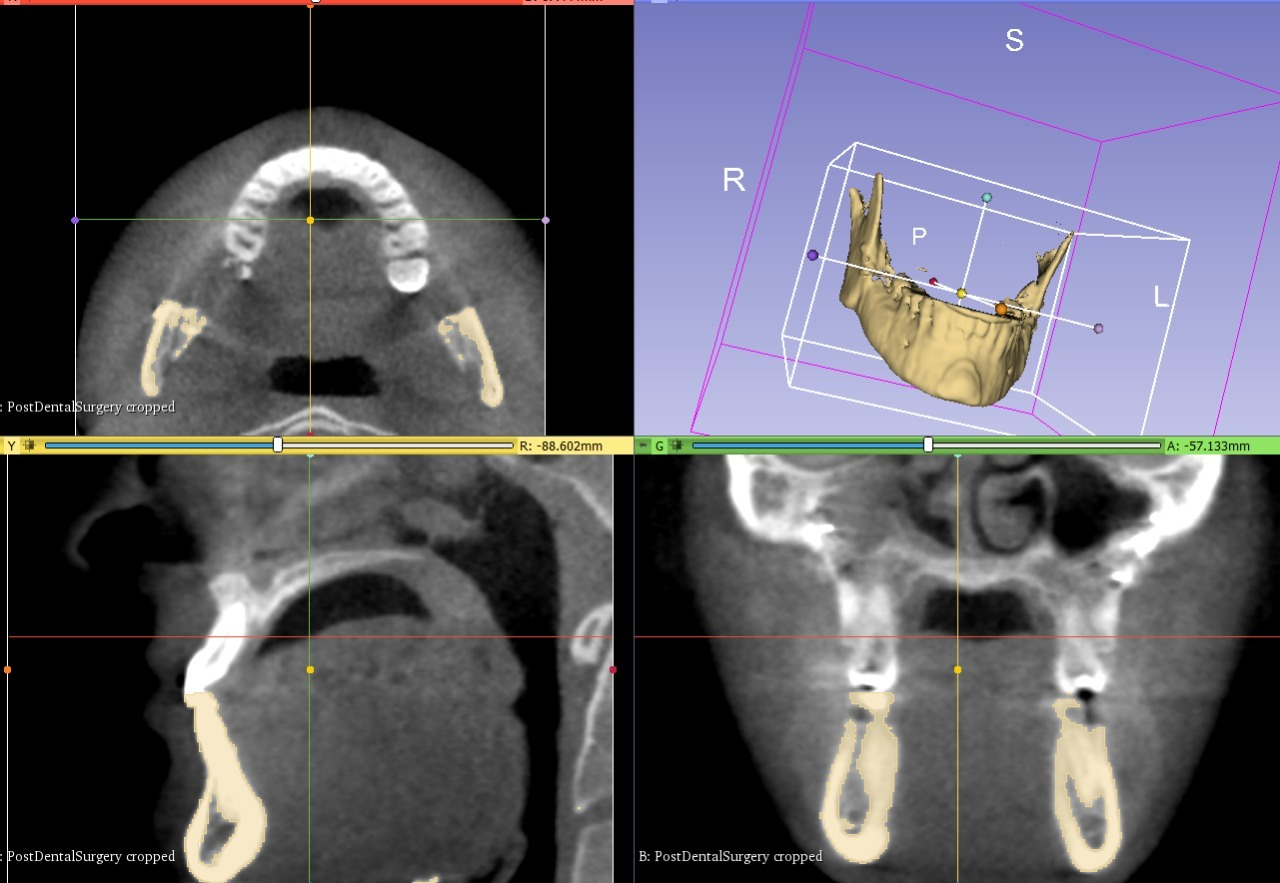 S
R
P
L
: PostDentalSurgery cropped
Y R: -88.602mm
G A: -57.133mm
: PostDentalSurgery cropped
B: PostDentalSurgery cropped